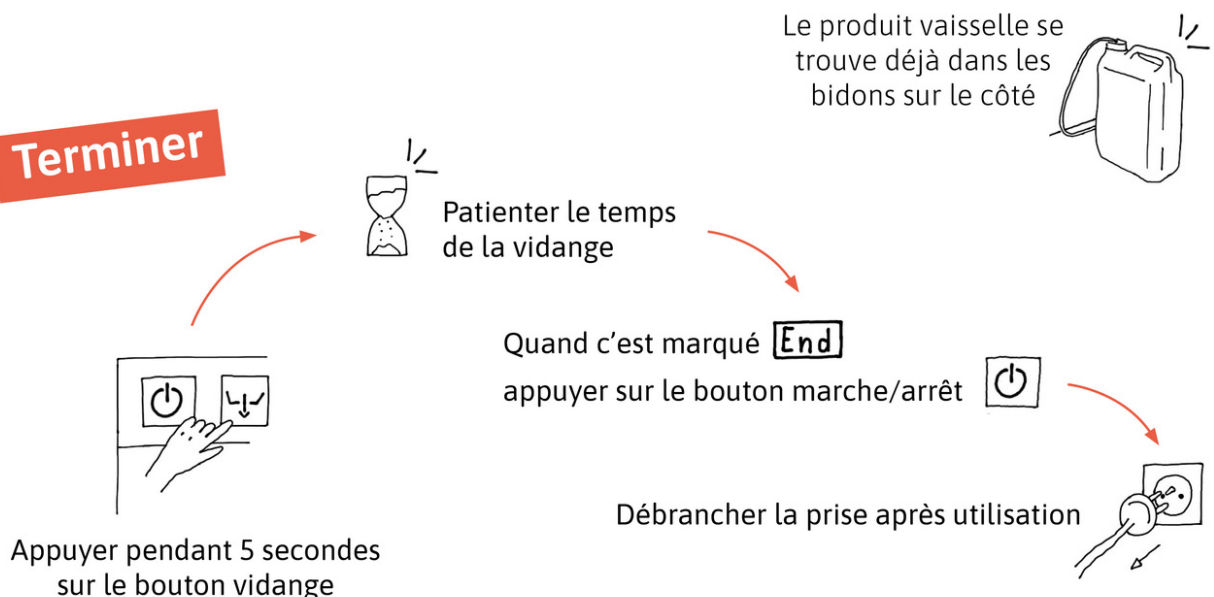 Le produit vaisselle se
trouve déjà dans les
bidons sur le côté
Terminer
Patienter le temps
de la vidange
Quand c’est marqué End
appuyer sur le bouton marche/arrêt
Débrancher la prise après utilisation
Appuyer pendant 5 secondes
sur le bouton vidange